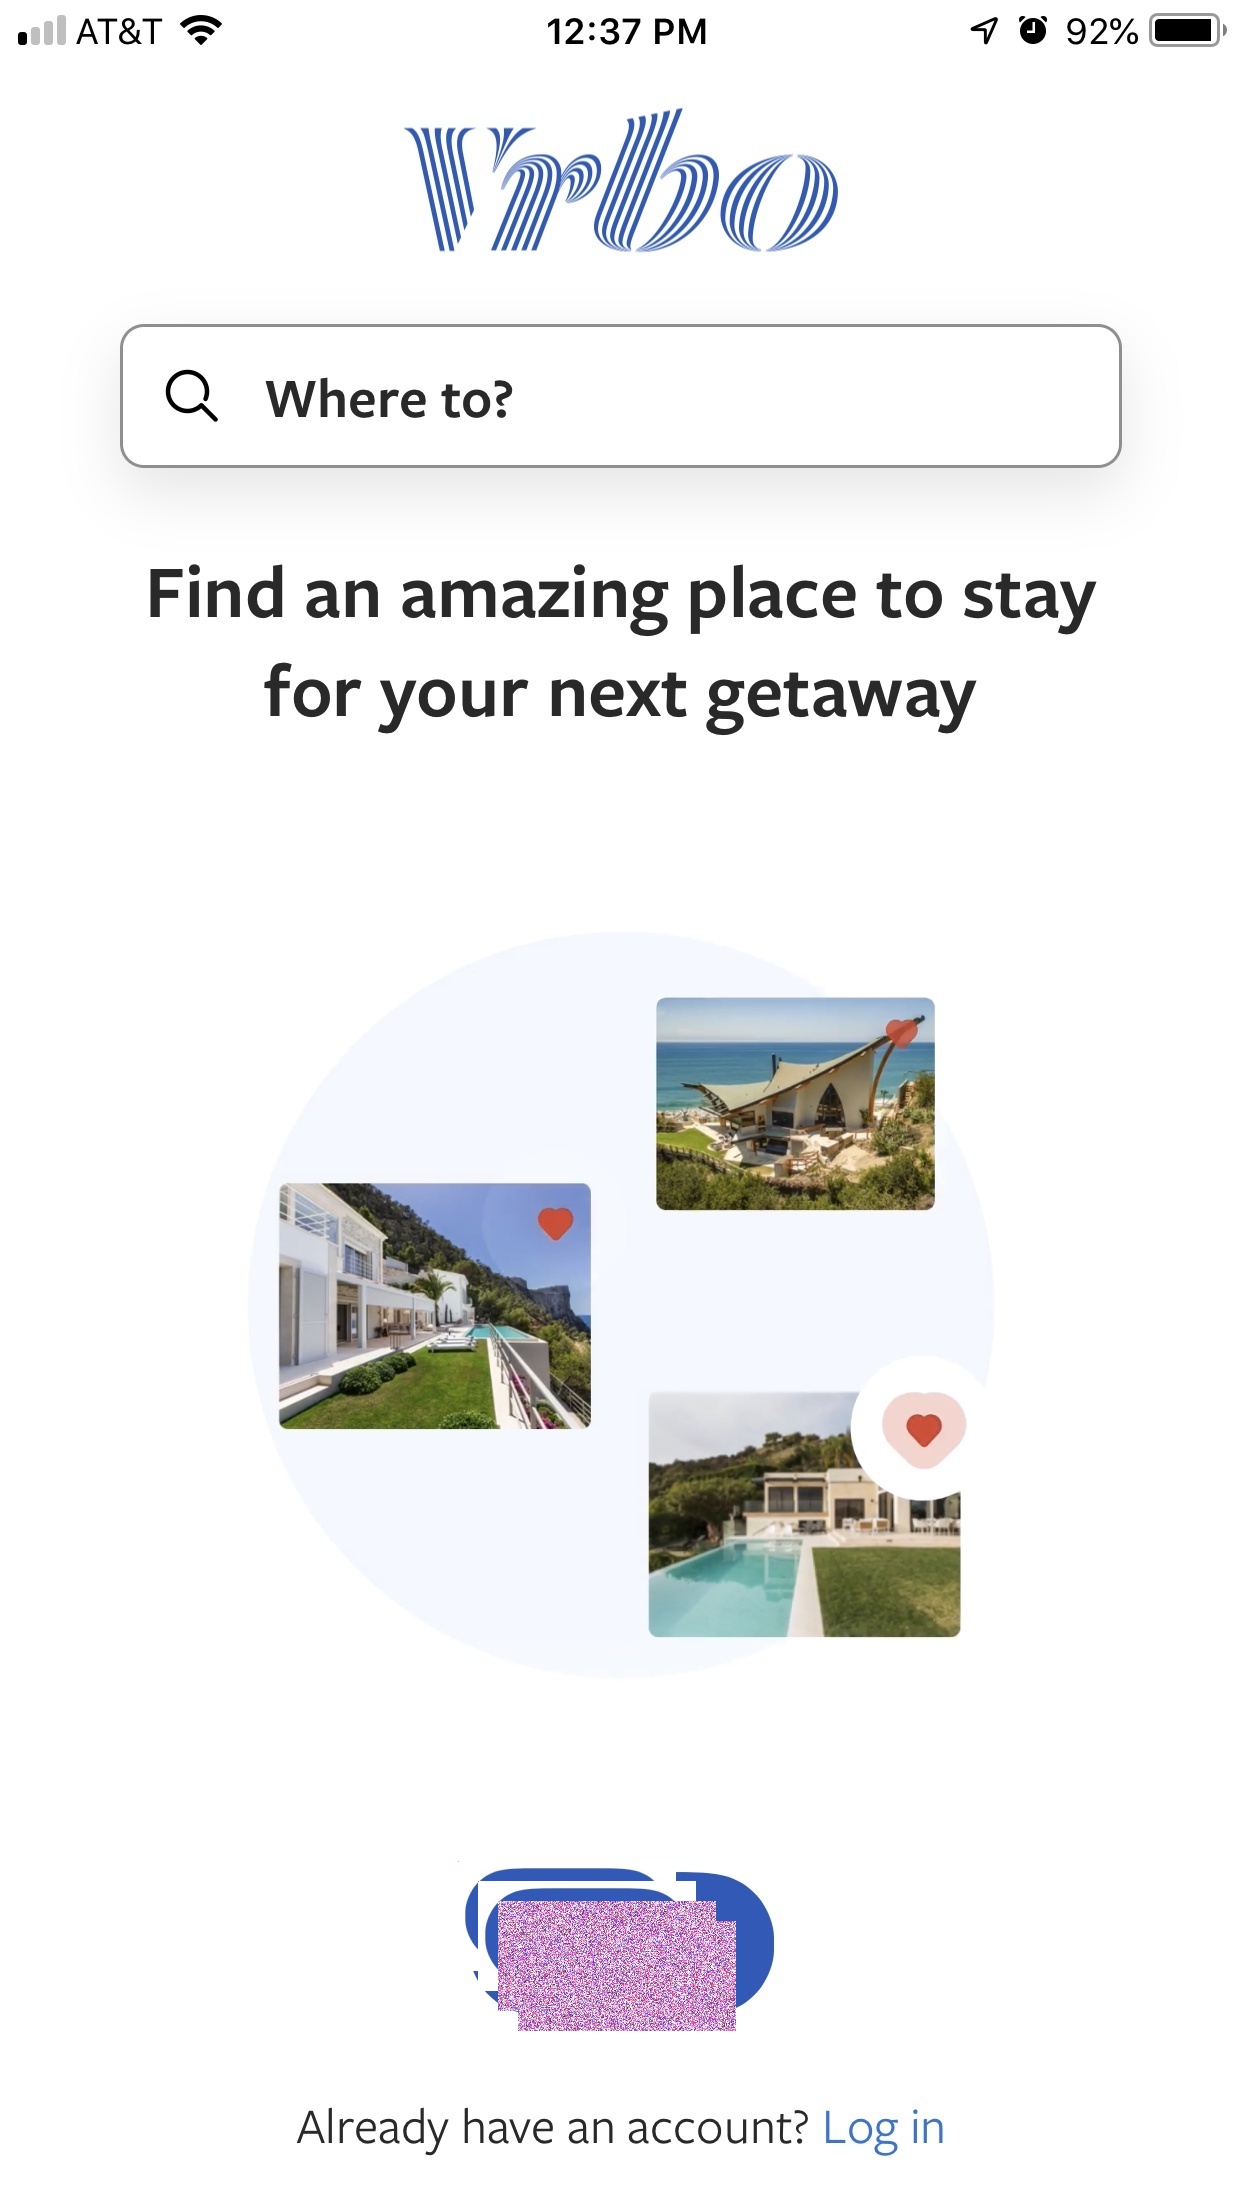 AT&T 12:37 PM 92%
Vrbo
Where to?
Find an amazing place to stay
for your next getaway
Already have an account? Log in